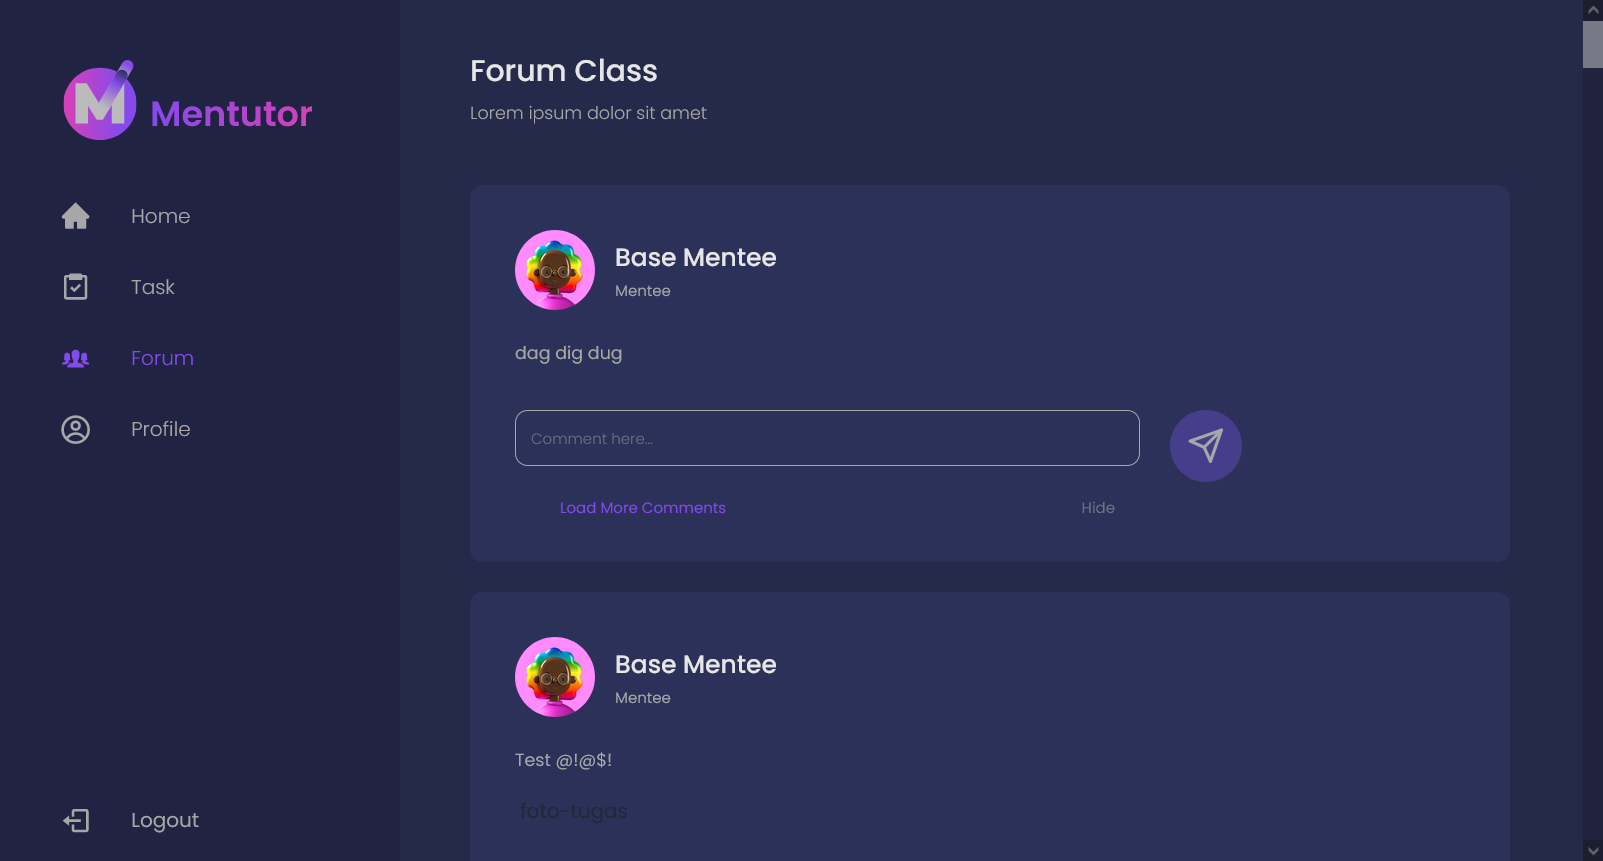 Mentutor
Home
Task
Forum
Profile
Logout
Forum Class
Lorem ipsum dolor sit amet
Base Mentee
Mentee
dag dig dug
Comment here...
Load More Comments
Hide
Base Mentee
Mentee
Test @!@$!
foto-tugas